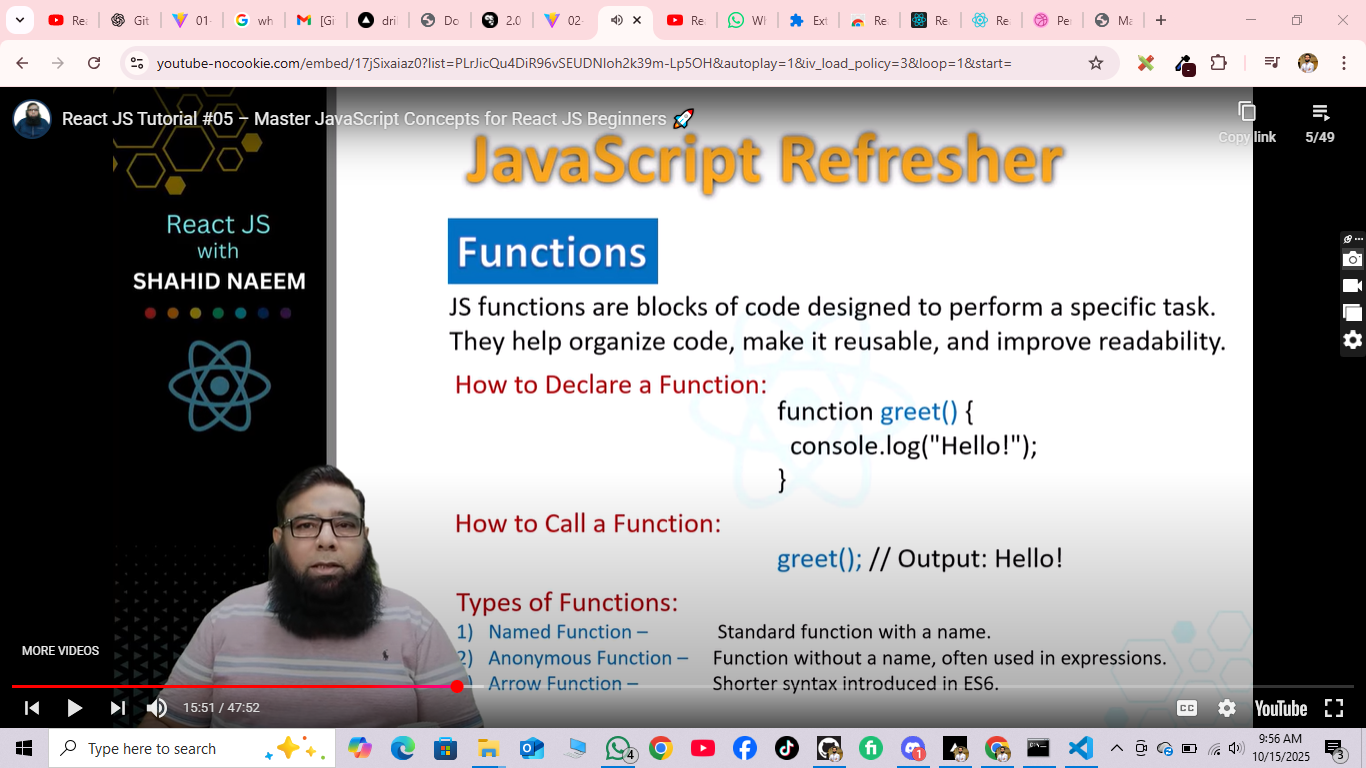 Re
Git
01-
wh
[Gi
dri
Do
2.0
02-
Re
Wl
Ext
Re
Re
Re
Pe
Ma
youtube-nocookie.com/embed/17jSixaiaz0?list=PLrJicQu4DiR96vSEUDNIoh2k39m-Lp5OH&autoplay=1&iv_load_policy=3&loop=1&start=
React JS Tutorial #05 – Master JavaScript Concepts for React JS Beginners 🚀
Copy link
5/49
JavaScript Refresher
React JS
with
SHAHID NAEEM
Functions
JS functions are blocks of code designed to perform a specific task.
They help organize code, make it reusable, and improve readability.
How to Declare a Function:
function greet() {
console.log("Hello!");
}
How to Call a Function:
greet(); // Output: Hello!
Types of Functions:
1) Named Function – Standard function with a name.
2) Anonymous Function – Function without a name, often used in expressions.
Arrow Function – Shorter syntax introduced in ES6.
MORE VIDEOS
15:51 / 47:52
CC
YouTube
Type here to search
4
1
9:56 AM
10/15/2025
3